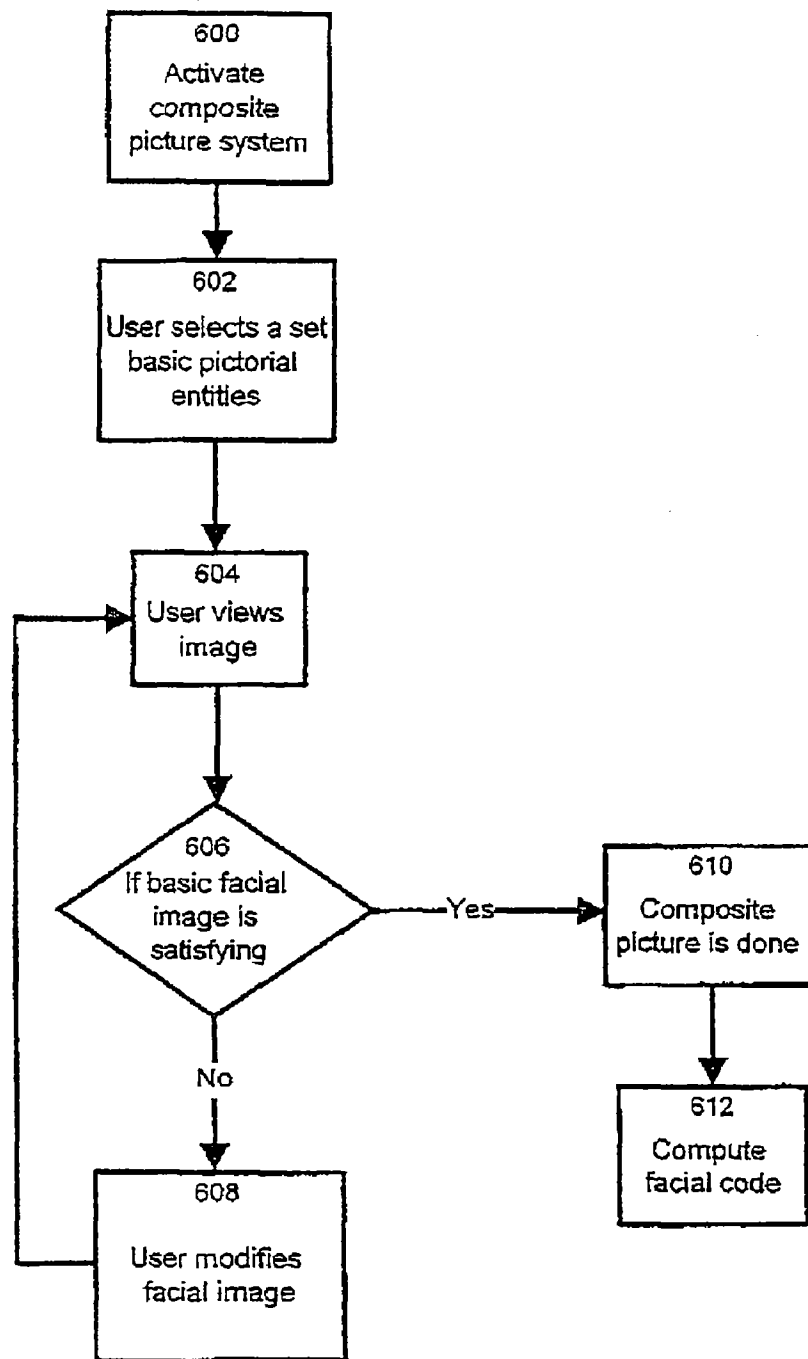 600
Activate
composite
picture system
602
User selects a set
basic pictorial
entities
604
User views
image
606
If basic facial
image is
satisfying
Yes
610
Composite
picture is done
No
612
Compute
facial code
608
User modifies
facial image